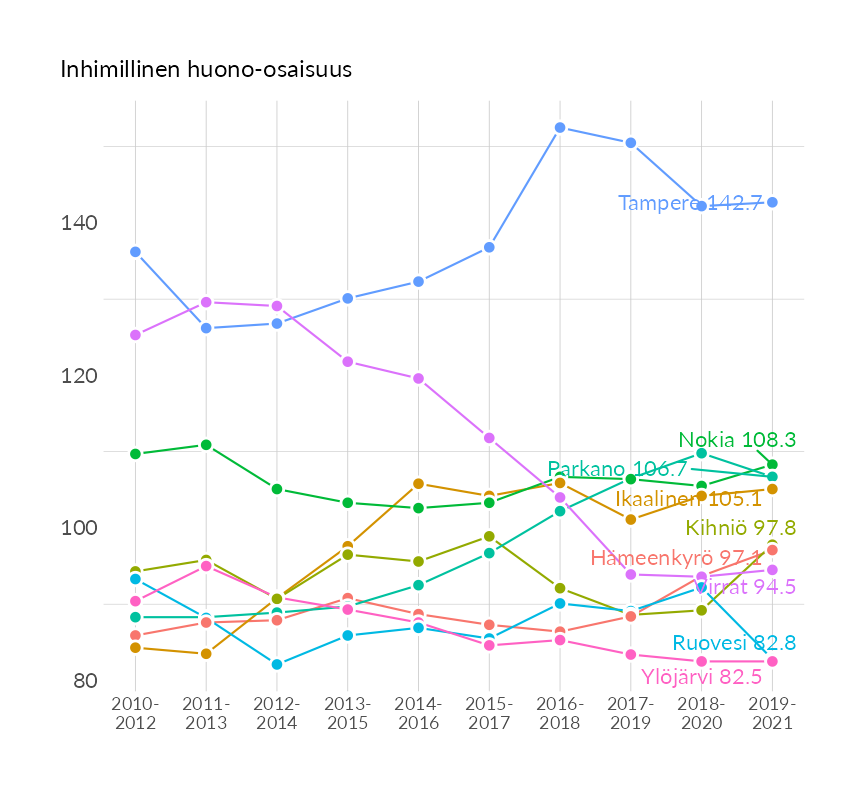 Inhimillinen huono-osaisuus
140
120
100
80
Tampere 142.7
Nokia 108.3
Parkano 106.7
Ikaalinen 105.1
Kihniö 97.8
Hämeenkyrö 97.1
Virrat 94.5
Ruovesi 82.8
Ylöjärvi 82.5
2010- 2011- 2012- 2013- 2014- 2015- 2016- 2017- 2018- 2019-
2012 2013 2014 2015 2016 2017 2018 2019 2020 2021